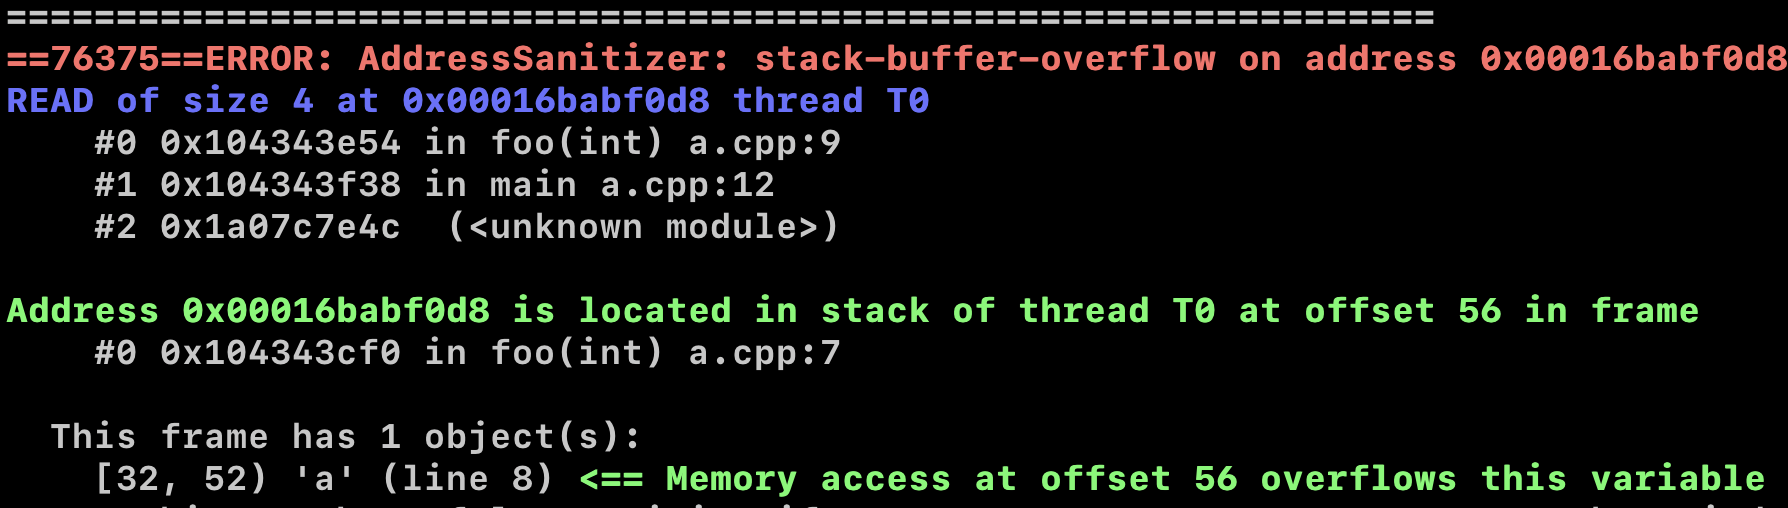 =================================================================
==76375==ERROR: AddressSanitizer: stack-buffer-overflow on address 0x00016babf0d8
READ of size 4 at 0x00016babf0d8 thread T0
    #0 0x104343e54 in foo(int) a.cpp:9
    #1 0x104343f38 in main a.cpp:12
    #2 0x1a07c7e4c  (<unknown module>)

Address 0x00016babf0d8 is located in stack of thread T0 at offset 56 in frame
    #0 0x104343cf0 in foo(int) a.cpp:7

  This frame has 1 object(s):
    [32, 52) 'a' (line 8) <== Memory access at offset 56 overflows this variable